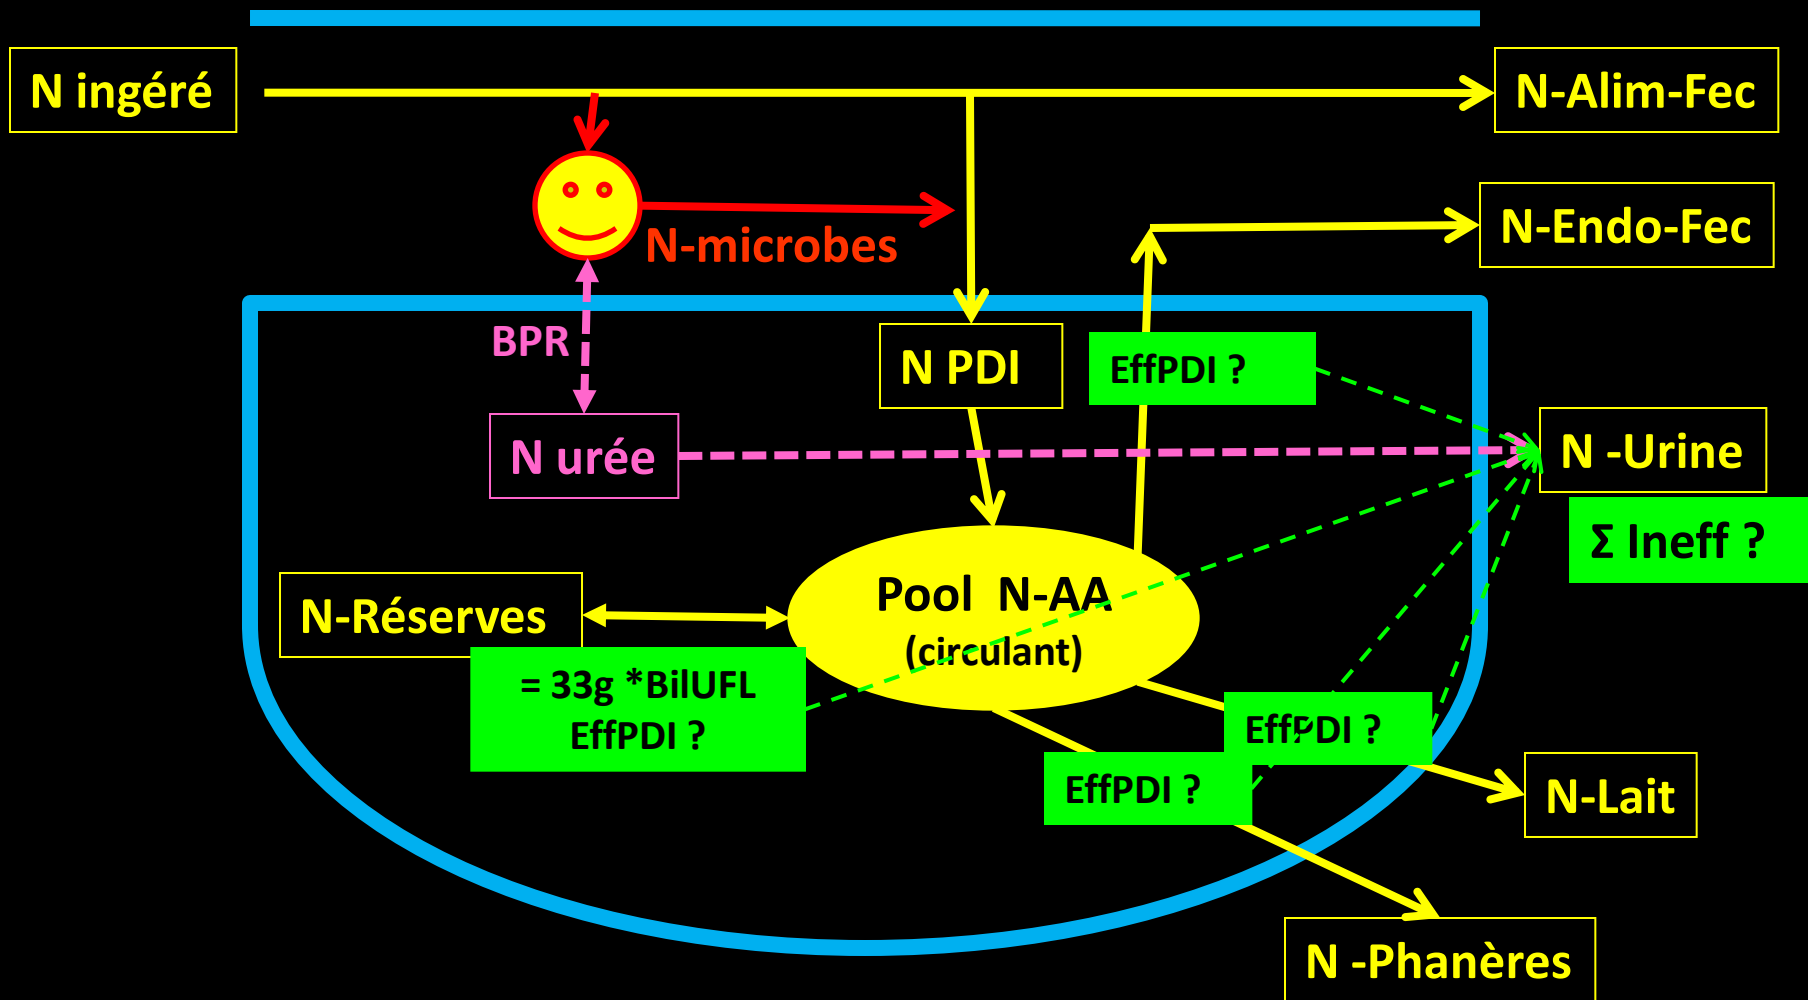 N ingéré
N-Alim-Fec
N-Endo-Fec
N-microbes
BPR
N PDI
EffPDI ?
N urée
N -Urine
Σ Ineff ?
Pool N-AA
(circulant)
N-Réserves
= 33g *BilUFL
EffPDI ?
EffPDI ?
EffPDI ?
N-Lait
N -Phanères